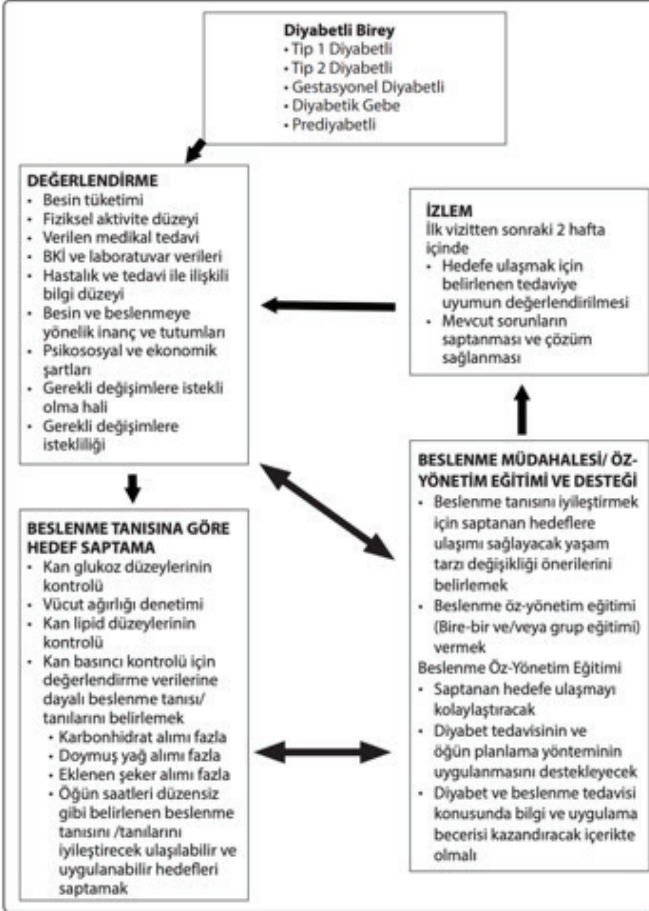 Diyabetli Birey
• Tip 1 Diyabetli
• Tip 2 Diyabetli
• Gestasyonel Diyabetli
• Diyabetik Gebe
• Prediyabetli
DEĞERLENDİRME
• Besin tüketimi
• Fiziksel aktivite düzeyi
• Verilen medikal tedavi
• BKİ ve laboratuvar verileri
• Hastalık ve tedavi ile ilişkili
bilgi düzeyi
• Besin ve beslenmeye
yönelik inanç ve tutumları
• Psikososyal ve ekonomik
şartları
• Gerekli değişimlere istekli
olma hali
• Gerekli değişimlere
istekliliği
BESLENME TANISINA GÖRE
HEDEF SAPTAMA
• Kan glukoz düzeylerinin
kontrolü
• Vücut ağırlığı denetimi
• Kan lipid düzeylerinin
kontrolü
• Kan basıncı kontrolü için
değerlendirme verilerine
dayalı beslenme tanısı/
tanılarını belirlemek
• Karbonhidrat alımı fazla
• Doymuş yağ alımı fazla
• Eklenen şeker alımı fazla
• Öğün saatleri düzensiz
gibi belirlenen beslenme
tanısını /tanılarını
iyileştirecek ulaşılabilir ve
uygulanabilir hedefleri
saptamak
İZLEM
İlk vizitten sonraki 2 hafta
içinde
• Hedefe ulaşmak için
belirlenen tedaviye
uyumun değerlendirilmesi
• Mevcut sorunların
saptanması ve çözüm
sağlanması
BESLENME MÜDAHALESİ/ ÖZ-
YÖNETİM EĞİTİMİ VE DESTEĞİ
• Beslenme tanısını iyileştirmek
için saptanan hedeflere
ulaşımı sağlayacak yaşam
tarzı değişikliği önerilerini
belirlemek
• Beslenme öz-yönetim eğitimi
(Bire-bir ve/veya grup eğitimi)
vermek
Beslenme Öz-Yönetim Eğitimi
• Saptanan hedefe ulaşmayı
kolaylaştıracak
• Diyabet tedavisinin ve
öğün planlama yönteminin
uygulanmasını destekleyecek
• Diyabet ve beslenme tedavisi
konusunda bilgi ve uygulama
becerisi kazandıracak içerikte
olmalı